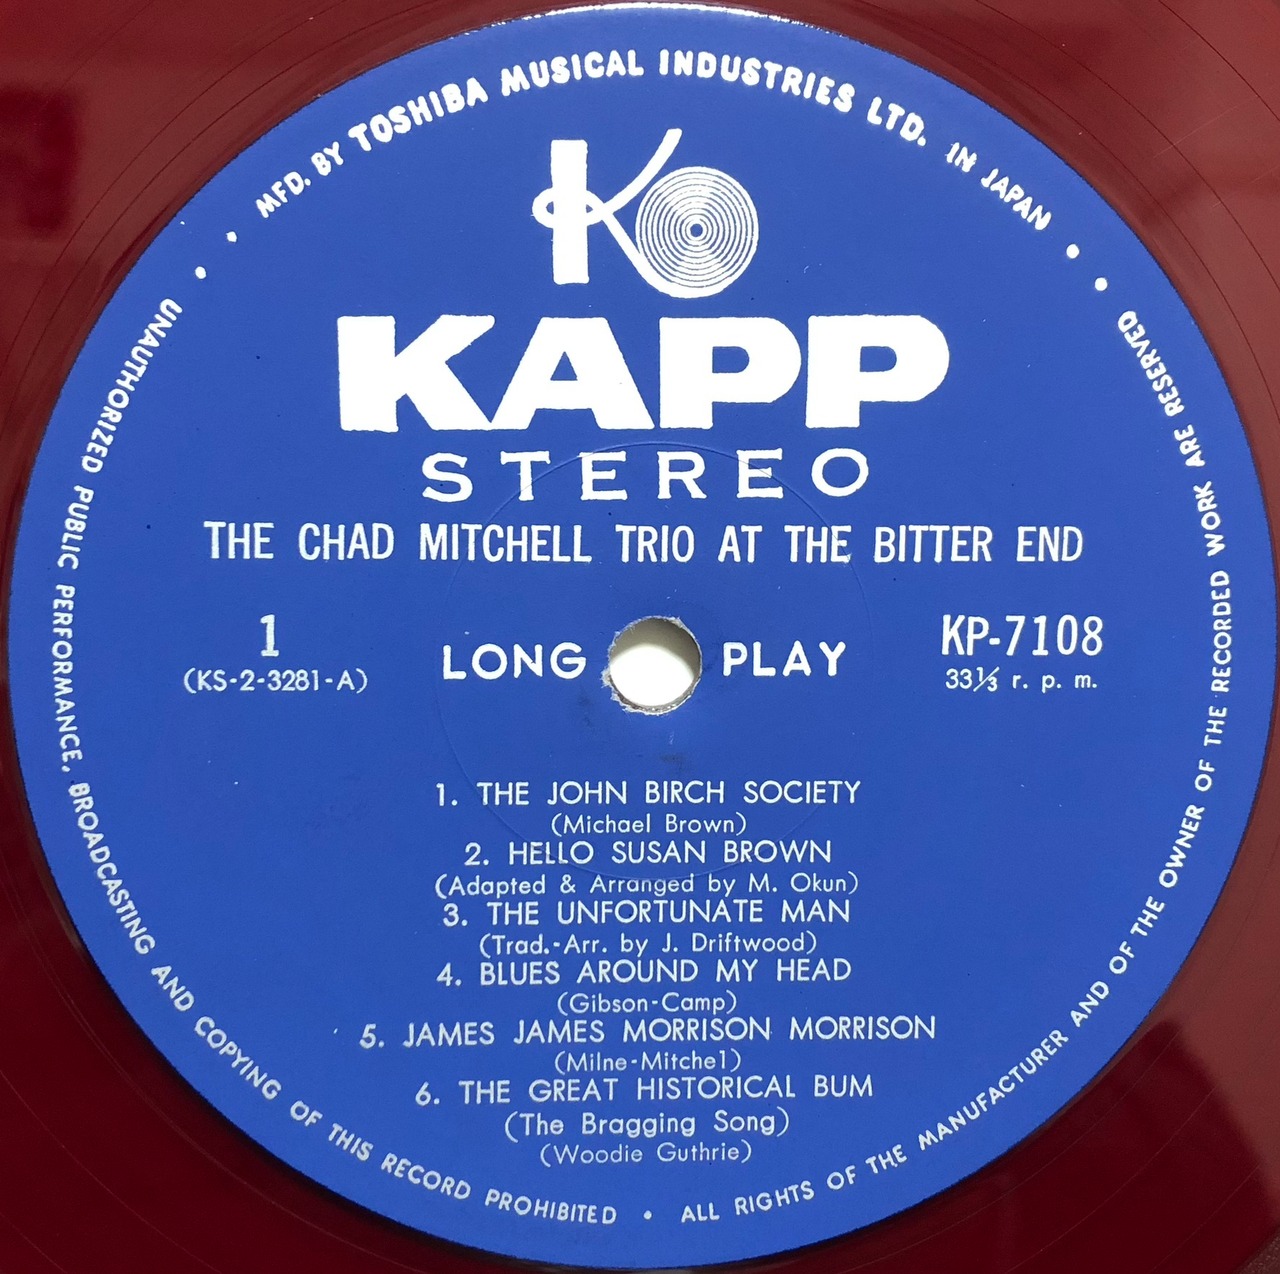 MFD. BY TOSHIBA MUSICAL INDUSTRIES LTD. IN JAPAN
K
KAPP
STEREO
THE CHAD MITCHELL TRIO AT THE BITTER END
1 KP-7108
LONG PLAY
(KS-2-3281-A) 33⅓ r. p. m.
1. THE JOHN BIRCH SOCIETY
(Michael Brown)
2. HELLO SUSAN BROWN
(Adapted & Arranged by M. Okun)
3. THE UNFORTUNATE MAN
(Trad.-Arr. by J. Driftwood)
4. BLUES AROUND MY HEAD
(Gibson-Camp)
5. JAMES JAMES MORRISON MORRISON
(Milne-Mitchel)
6. THE GREAT HISTORICAL BUM
(The Bragging Song)
(Woodie Guthrie)
UNAUTHORIZED PUBLIC PERFORMANCE, BROADCASTING AND COPYING OF THIS RECORD PROHIBITED • ALL RIGHTS OF THE MANUFACTURER AND OF THE OWNER OF THE RECORDED WORK ARE RESERVED